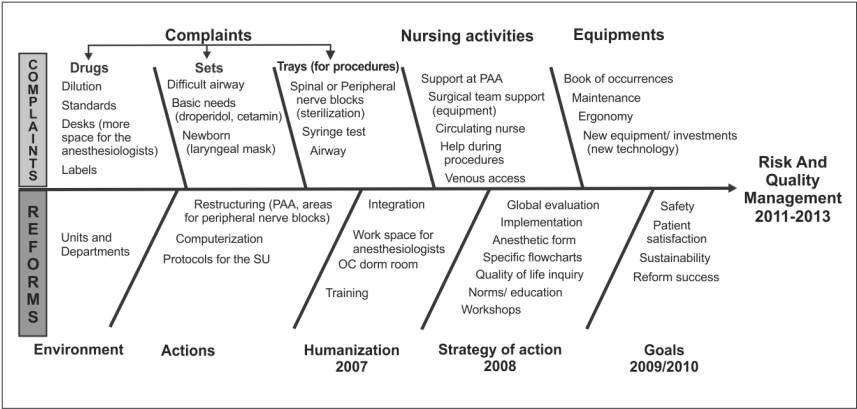 Complaints
Nursing activities
Equipments
COMPLAINTS
Drugs
Dilution
Standards
Desks (more
space for the
anesthesiologists)
Labels
Sets
Difficult airway
Basic needs
(droperidol, cetamin)
Newborn
(laryngeal mask)
Trays (for procedures)
Spinal or Peripheral
nerve blocks
(sterilization)
Syringe test
Airway
Support at PAA
Surgical team support
(equipment)
Circulating nurse
Help during
procedures
Venous access
Book of occurrences
Maintenance
Ergonomy
New equipment/ investments
(new technology)
Risk And
Quality
Management
2011-2013
REFORMS
Units and
Departments
Restructuring (PAA, areas
for peripheral nerve blocks)
Computerization
Protocols for the SU
Integration
Work space for
anesthesiologists
OC dorm room
Training
Global evaluation
Implementation
Anesthetic form
Specific flowcharts
Quality of life inquiry
Norms/ education
Workshops
Safety
Patient
satisfaction
Sustainability
Reform success
Environment
Actions
Humanization
2007
Strategy of action
2008
Goals
2009/2010